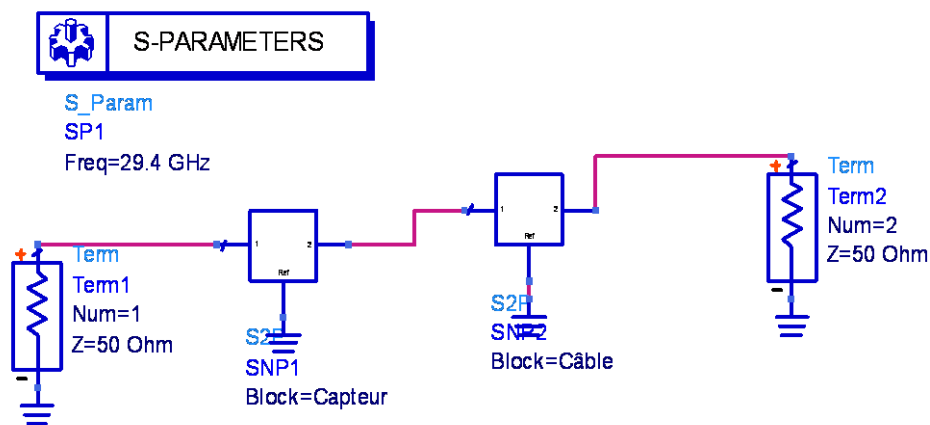 S-PARAMETERS
S_Param
SP1
Freq=29.4 GHz
+
Term
Term1
Num=1
Z=50 Ohm
-
1
2
Ref
S2P
SNP1
Block=Capteur
1
2
Ref
S2P
SNP2
Block=Câble
+
Term
Term2
Num=2
Z=50 Ohm
-